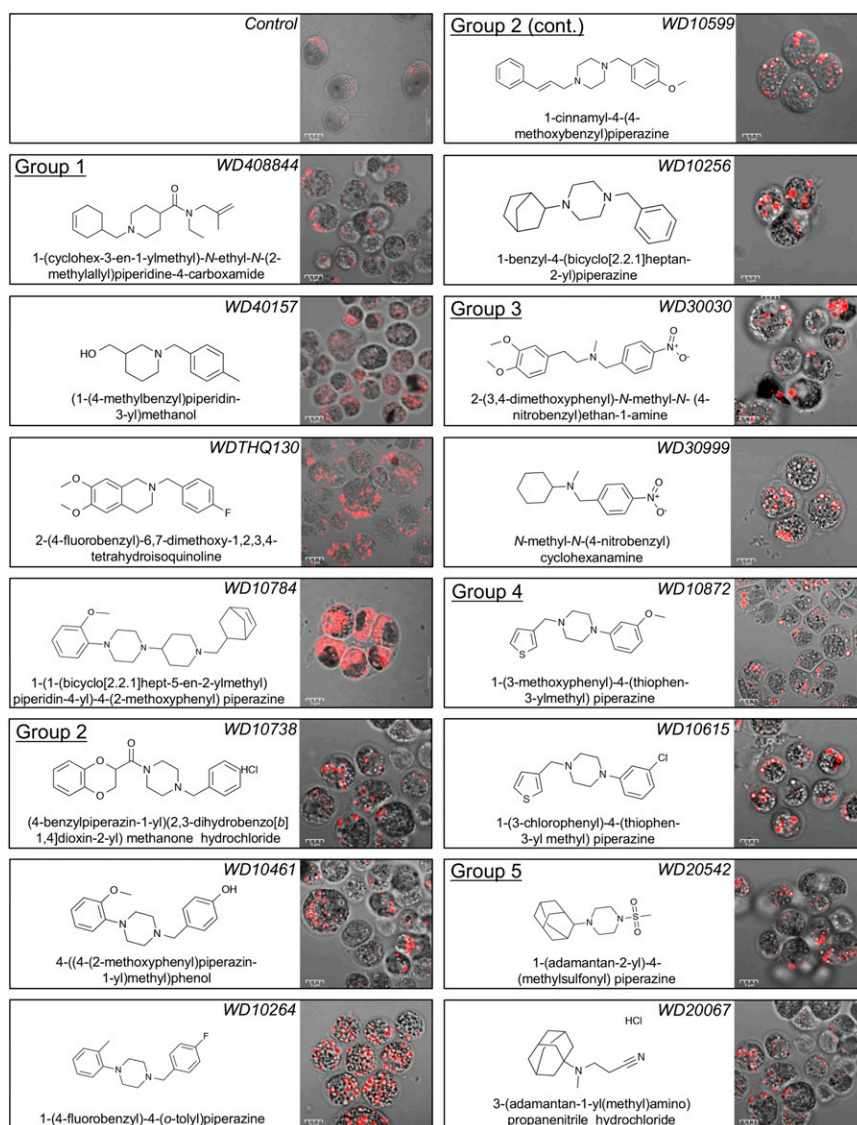 Control
Group 1
WD408844
O
N
N
1-(cyclohex-3-en-1-ylmethyl)-N-ethyl-N-(2-
methylallyl)piperidine-4-carboxamide
WD40157
HO
N
(1-(4-methylbenzyl)piperidin-
3-yl)methanol
WDTHQ130
O
O
N
F
2-(4-fluorobenzyl)-6,7-dimethoxy-1,2,3,4-
tetrahydroisoquinoline
WD10784
O
N
N
N
1-(1-(bicyclo[2.2.1]hept-5-en-2-ylmethyl)
piperidin-4-yl)-4-(2-methoxyphenyl) piperazine
Group 2
WD10738
O
O
O
N
N
HCl
(4-benzylpiperazin-1-yl)(2,3-dihydrobenzo[b]
1,4]dioxin-2-yl) methanone hydrochloride
WD10461
O
OH
N
N
4-((4-(2-methoxyphenyl)piperazin-
1-yl)methyl)phenol
WD10264
F
N
N
1-(4-fluorobenzyl)-4-(o-tolyl)piperazine
Group 2 (cont.)
WD10599
N
N
O
1-cinnamyl-4-(4-
methoxybenzyl)piperazine
WD10256
N
N
1-benzyl-4-(bicyclo[2.2.1]heptan-
2-yl)piperazine
Group 3
WD30030
O
O
N
O
N+
O-
2-(3,4-dimethoxyphenyl)-N-methyl-N- (4-
nitrobenzyl)ethan-1-amine
WD30999
N
O
N+
O-
N-methyl-N-(4-nitrobenzyl)
cyclohexanamine
Group 4
WD10872
S
N
N
O
1-(3-methoxyphenyl)-4-(thiophen-
3-ylmethyl) piperazine
WD10615
Cl
S
N
N
1-(3-chlorophenyl)-4-(thiophen-
3-yl methyl) piperazine
Group 5
WD20542
N
N
O
S
O
1-(adamantan-2-yl)-4-
(methylsulfonyl) piperazine
WD20067
HCl
N
N
3-(adamantan-1-yl(methyl)amino)
propanenitrile hydrochloride